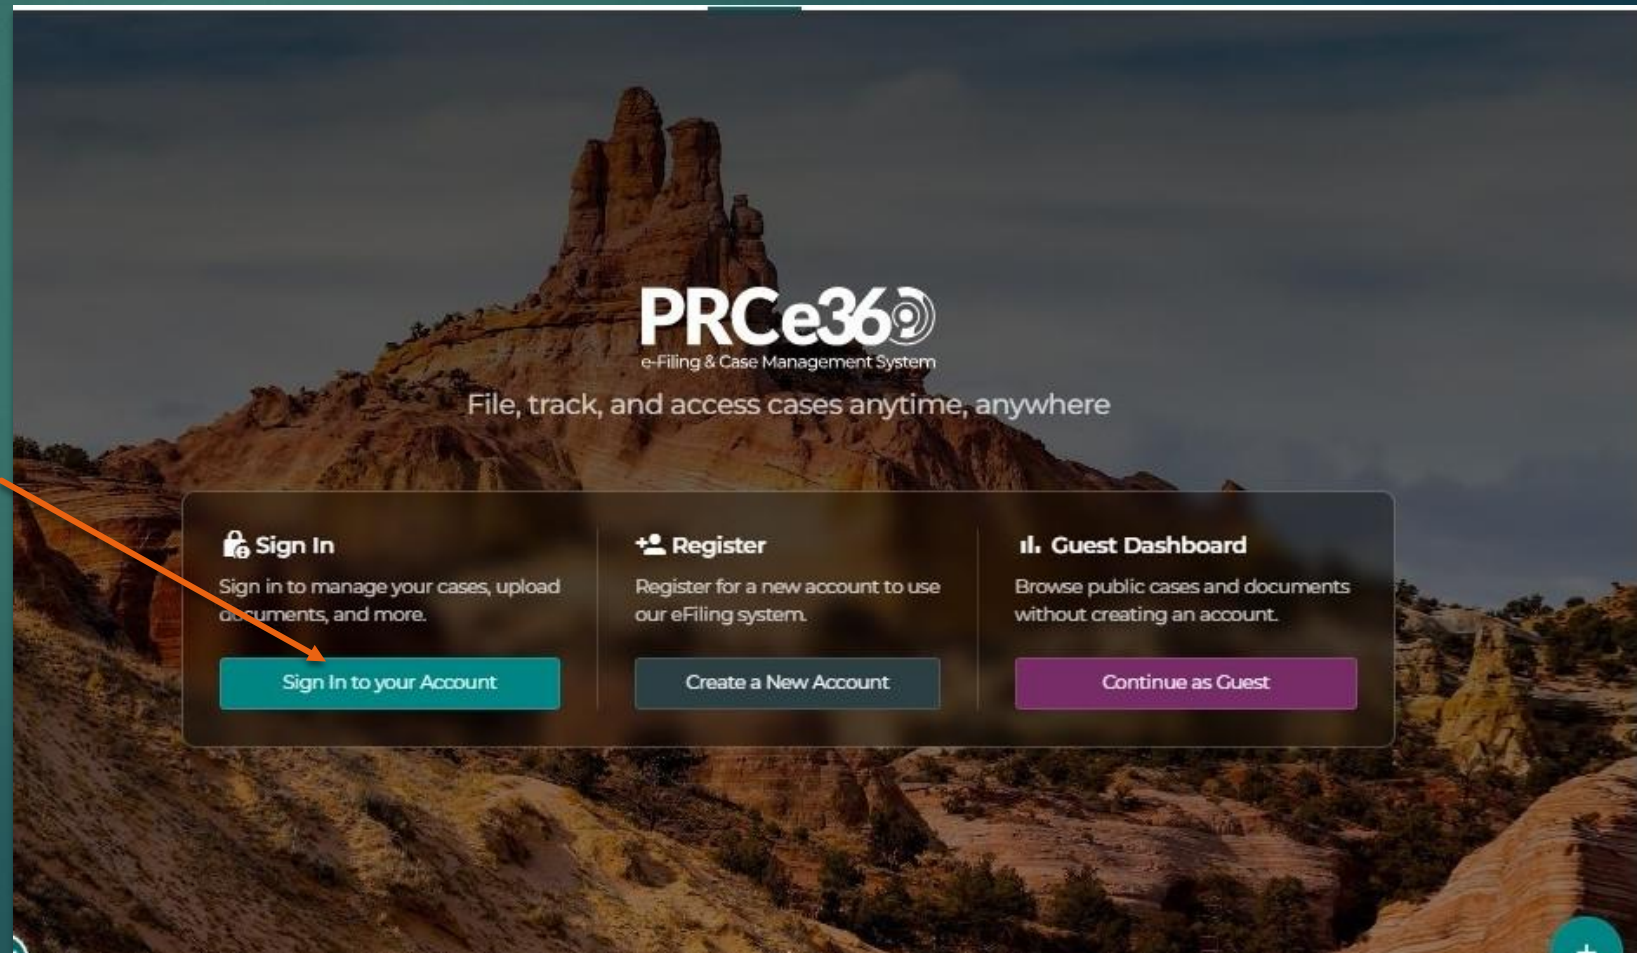 PRCe360
e-Filing & Case Management System
File, track, and access cases anytime, anywhere
Sign In
Sign in to manage your cases, upload
documents, and more.
Sign In to your Account
Register
Register for a new account to use
our eFiling system.
Create a New Account
Guest Dashboard
Browse public cases and documents
without creating an account.
Continue as Guest